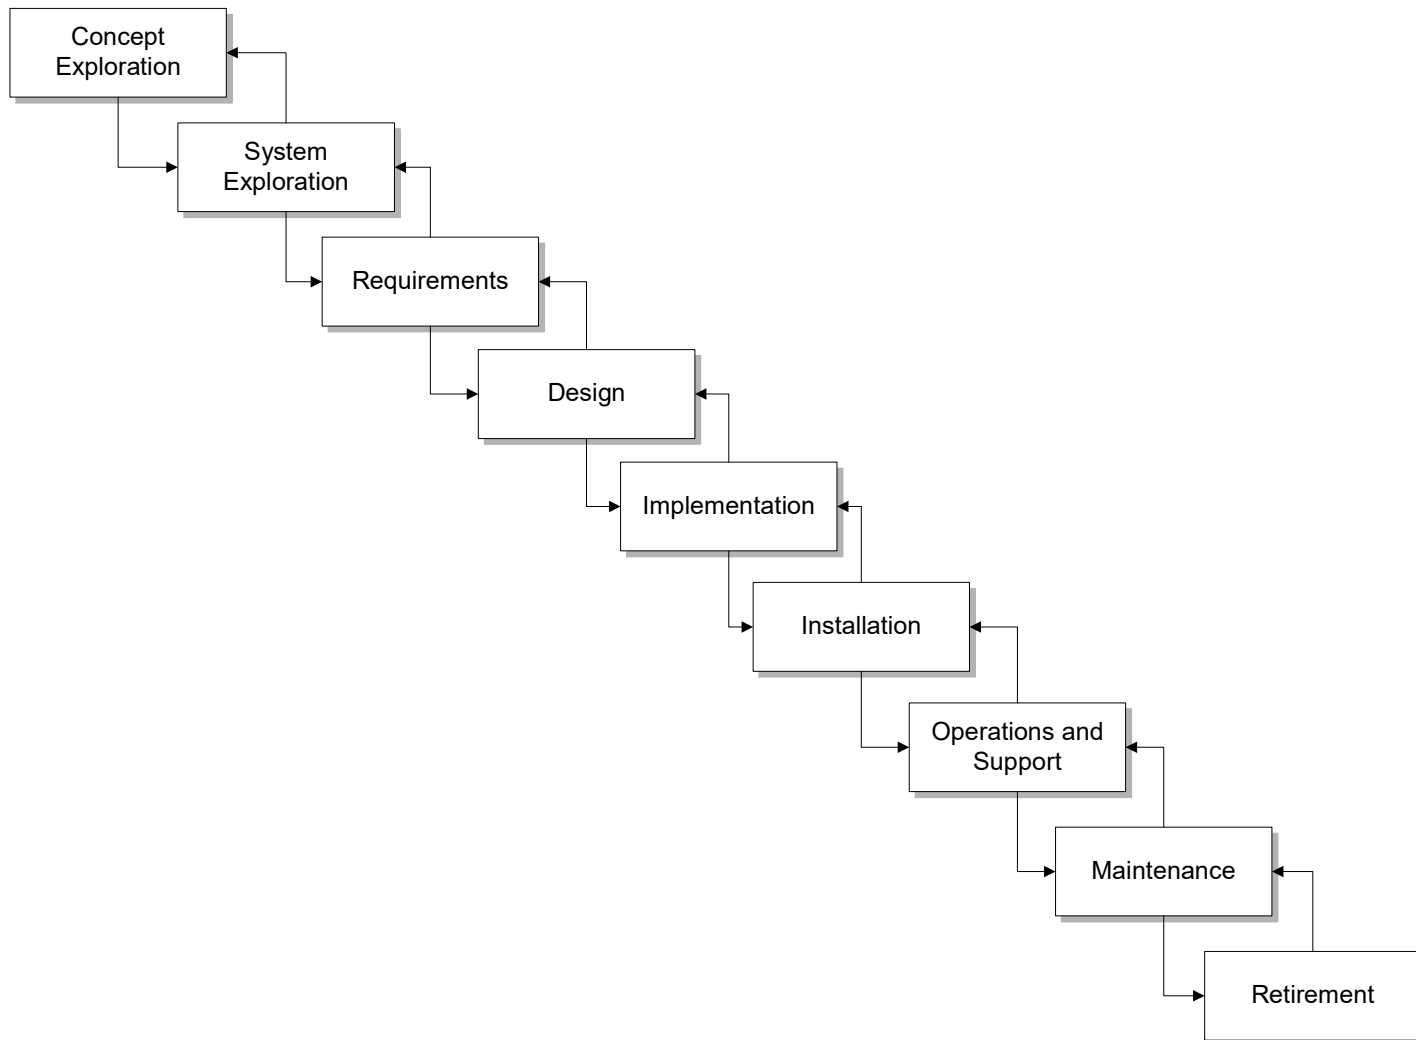 Concept
Exploration
System
Exploration
Requirements
Design
Implementation
Installation
Operations and
Support
Maintenance
Retirement